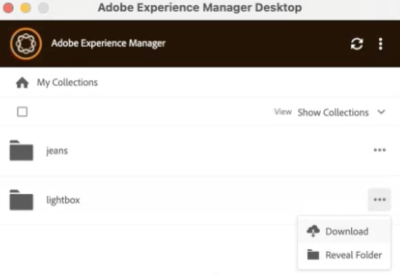 Adobe Experience Manager Desktop
Adobe Experience Manager
My Collections
View Show Collections
jeans
lightbox
Download
Reveal Folder